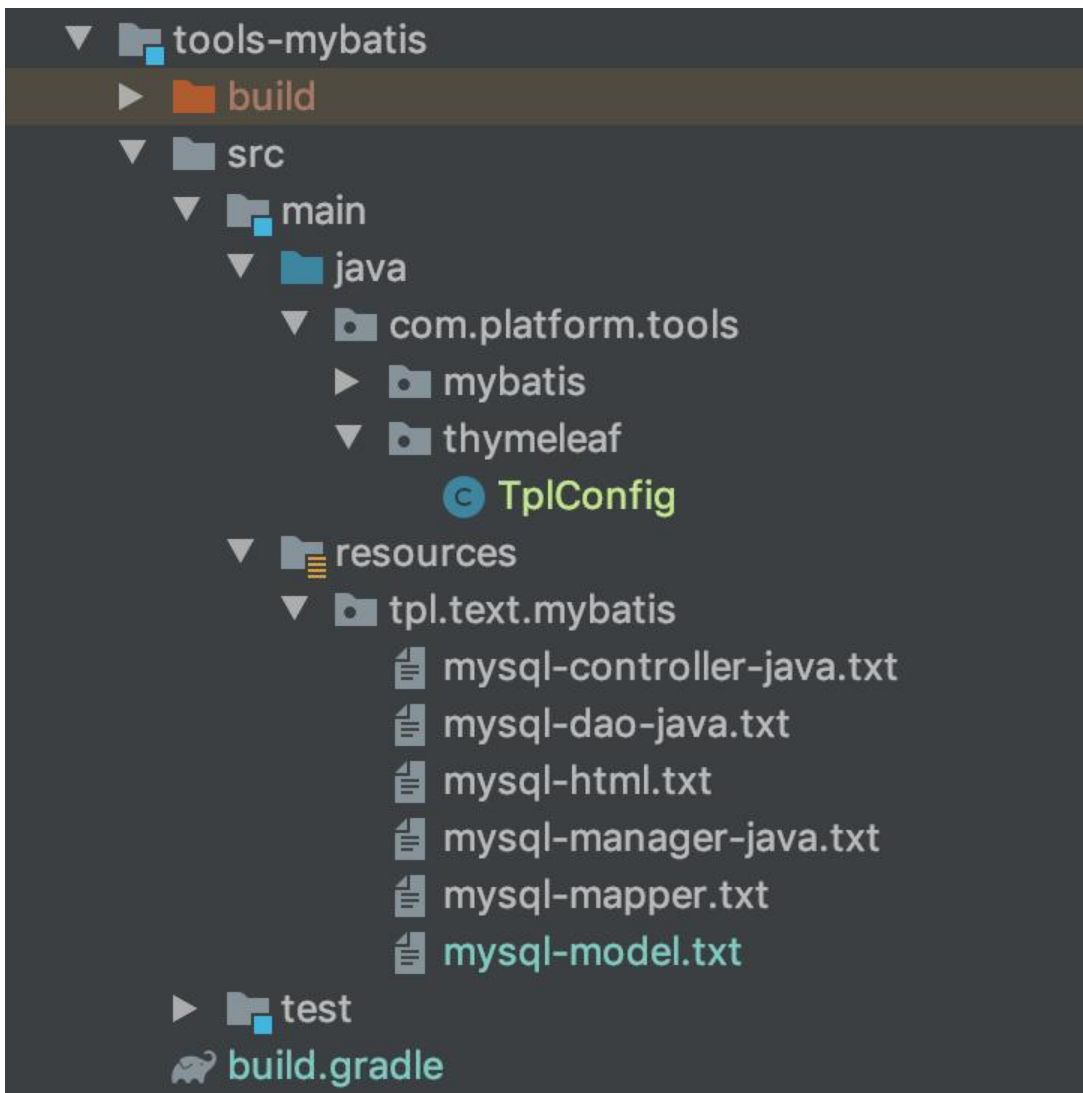 tools-mybatis
build
src
main
java
com.platform.tools
mybatis
thymeleaf
C TplConfig
resources
tpl.text.mybatis
mysql-controller-java.txt
mysql-dao-java.txt
mysql-html.txt
mysql-manager-java.txt
mysql-mapper.txt
mysql-model.txt
test
build.gradle